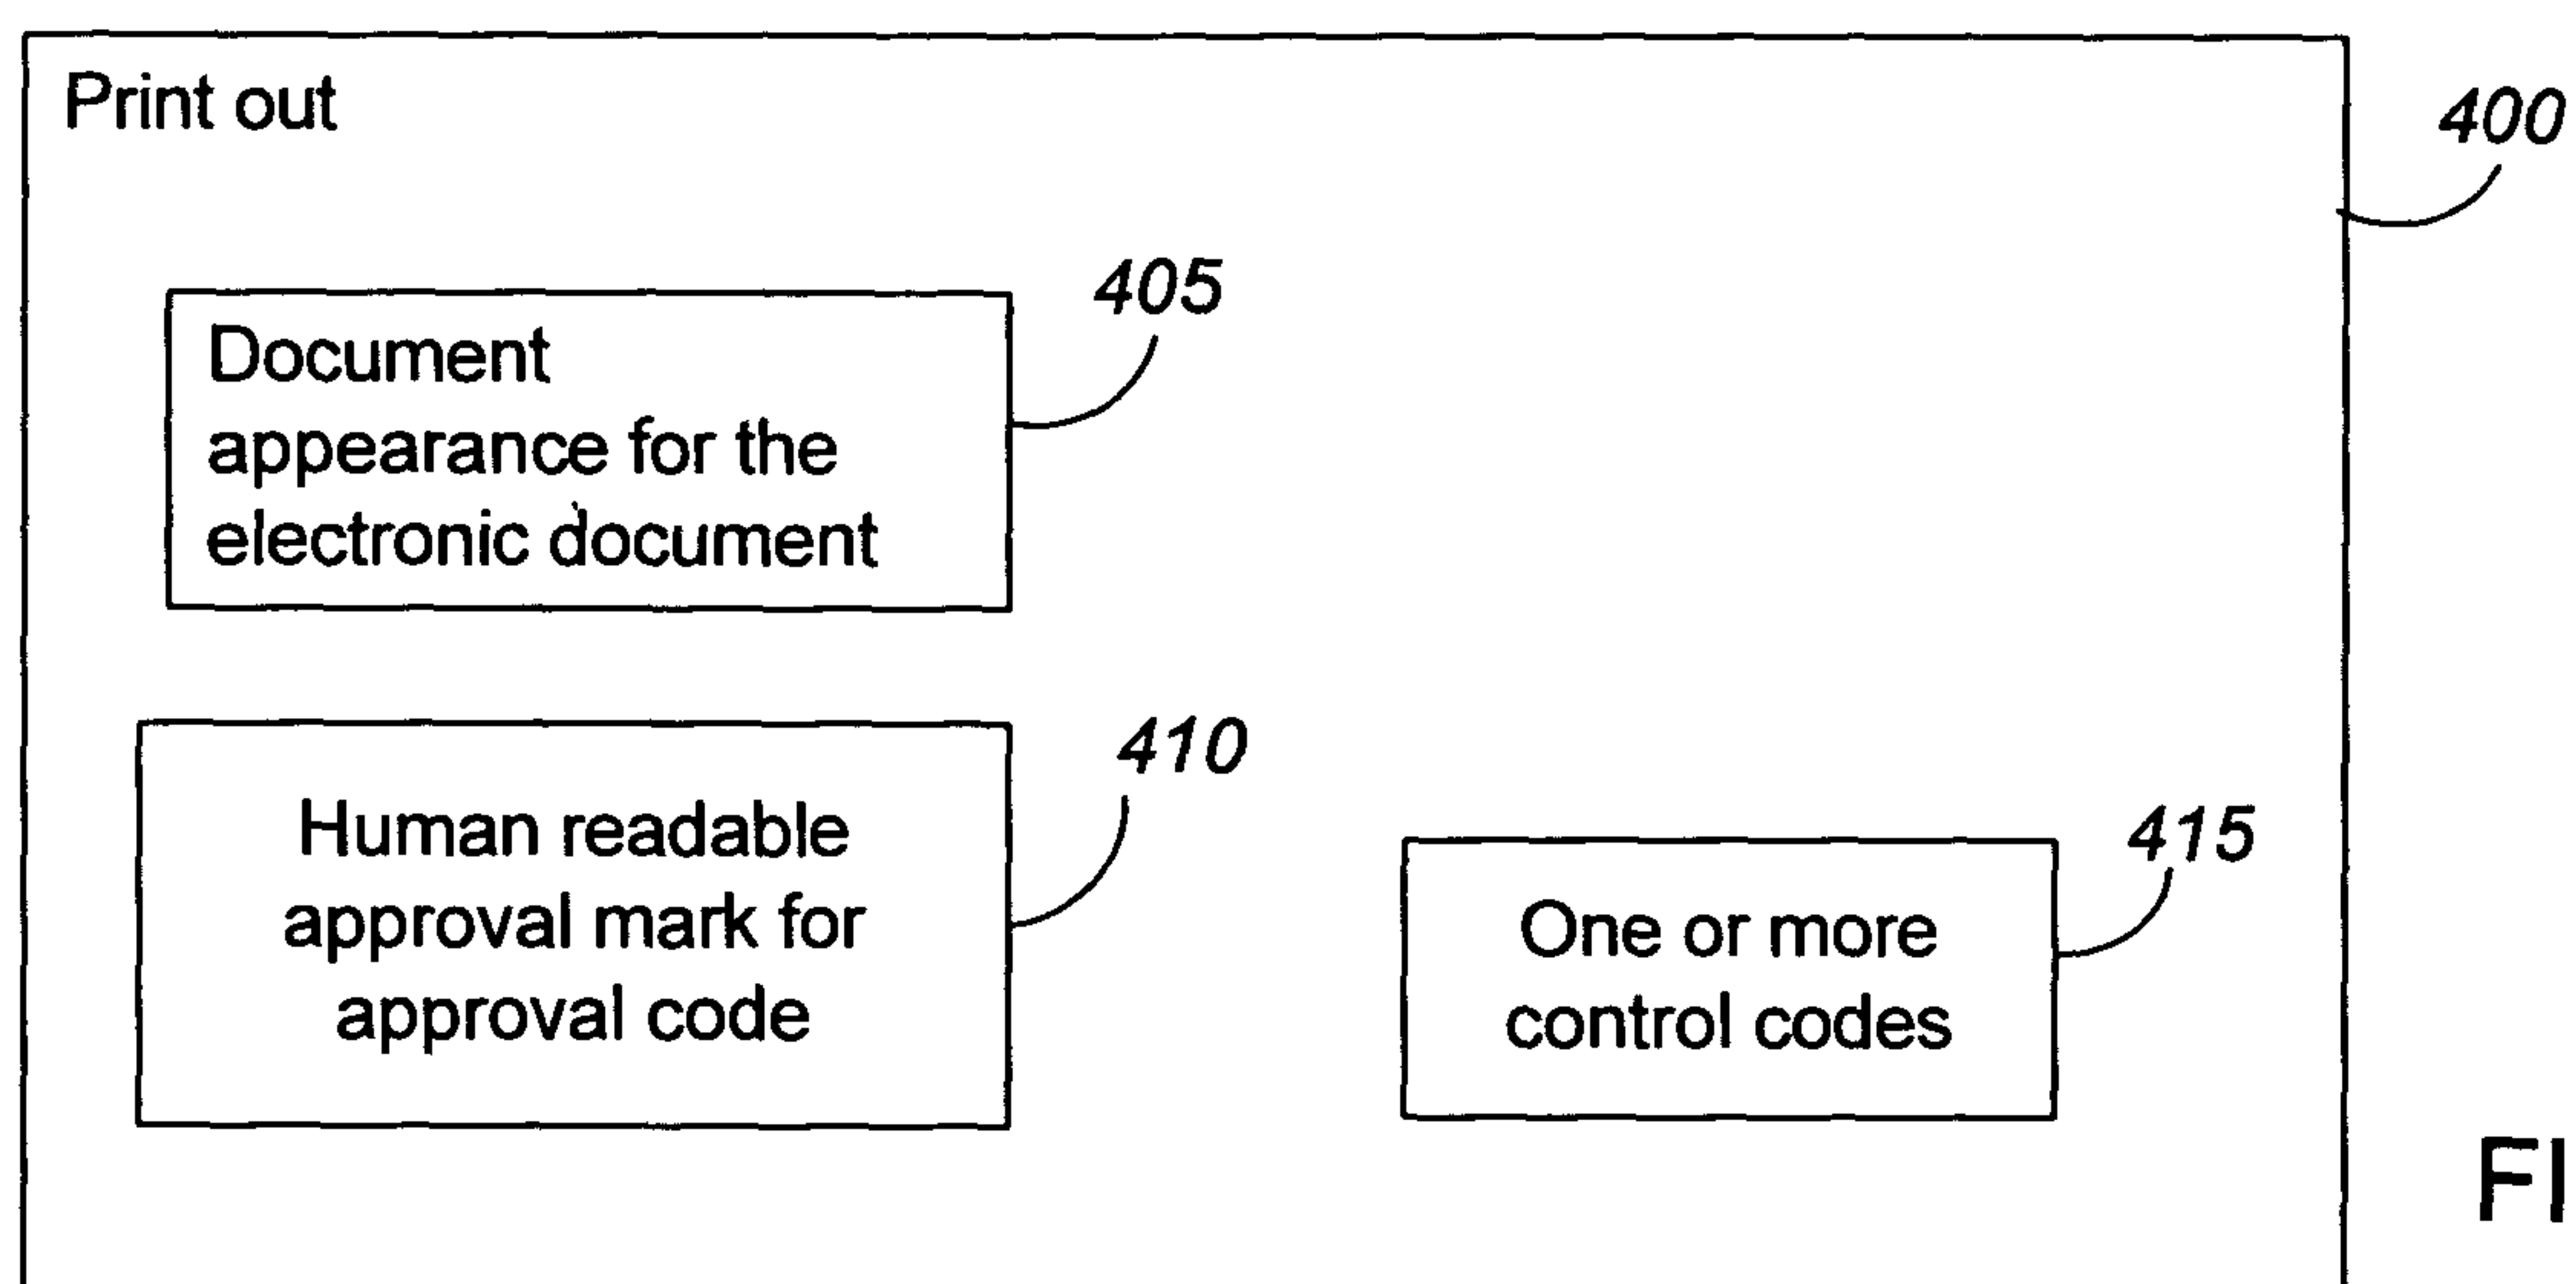 Print out
400
405
Document
appearance for the
electronic document
410
Human readable
approval mark for
approval code
415
One or more
control codes
FI